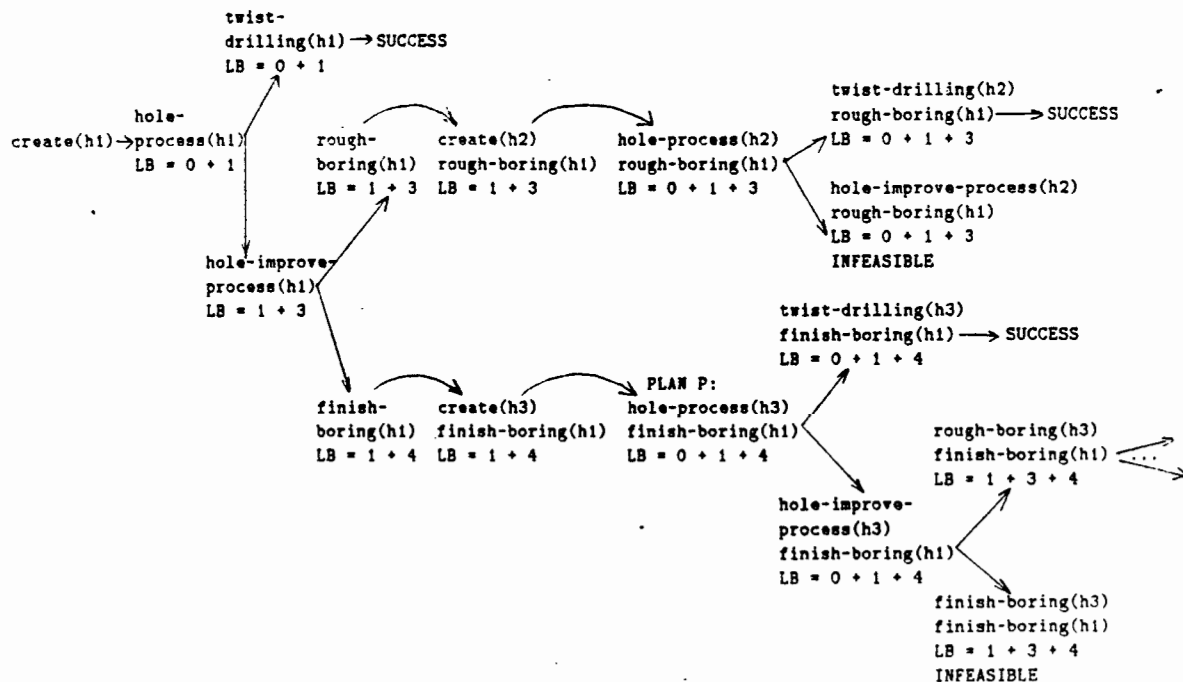 twist-
drilling(h1) → SUCCESS
LB = 0 + 1
create(h1) →
hole-
process(h1)
LB = 0 + 1
hole-improve-
process(h1)
LB = 1 + 3
rough-
boring(h1)
LB = 1 + 3
create(h2)
rough-boring(h1)
LB = 1 + 3
hole-process(h2)
rough-boring(h1)
LB = 0 + 1 + 3
twist-drilling(h2)
rough-boring(h1) → SUCCESS
LB = 0 + 1 + 3
hole-improve-process(h2)
rough-boring(h1)
LB = 0 + 1 + 3
INFEASIBLE
finish-
boring(h1)
LB = 1 + 4
create(h3)
finish-boring(h1)
LB = 1 + 4
PLAN P:
hole-process(h3)
finish-boring(h1)
LB = 0 + 1 + 4
twist-drilling(h3)
finish-boring(h1) → SUCCESS
LB = 0 + 1 + 4
hole-improve-
process(h3)
finish-boring(h1)
LB = 0 + 1 + 4
rough-boring(h3)
finish-boring(h1) ...
LB = 1 + 3 + 4
finish-boring(h3)
finish-boring(h1)
LB = 1 + 3 + 4
INFEASIBLE